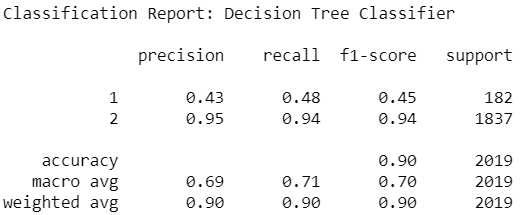 Classification Report: Decision Tree Classifier
precision recall f1-score support
1 0.43 0.48 0.45 182
2 0.95 0.94 0.94 1837
accuracy 0.90 2019
macro avg 0.69 0.71 0.70 2019
weighted avg 0.90 0.90 0.90 2019